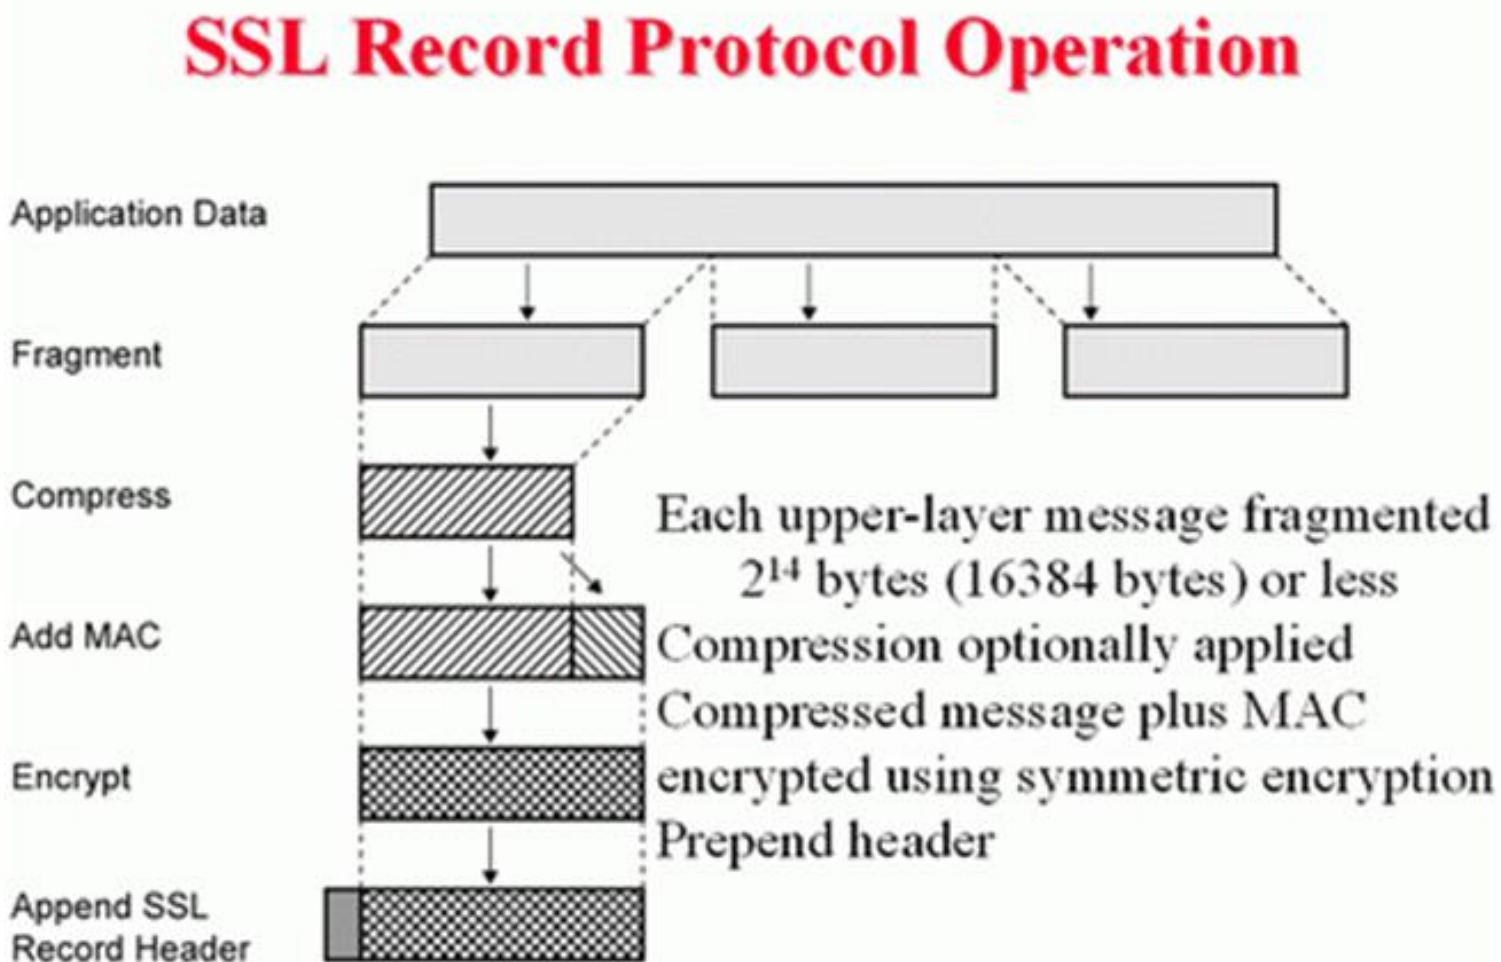 SSL Record Protocol Operation
Application Data
Fragment
Compress
Each upper-layer message fragmented
2¹⁴ bytes (16384 bytes) or less
Add MAC
Compression optionally applied
Compressed message plus MAC
Encrypt
encrypted using symmetric encryption
Prepend header
Append SSL
Record Header